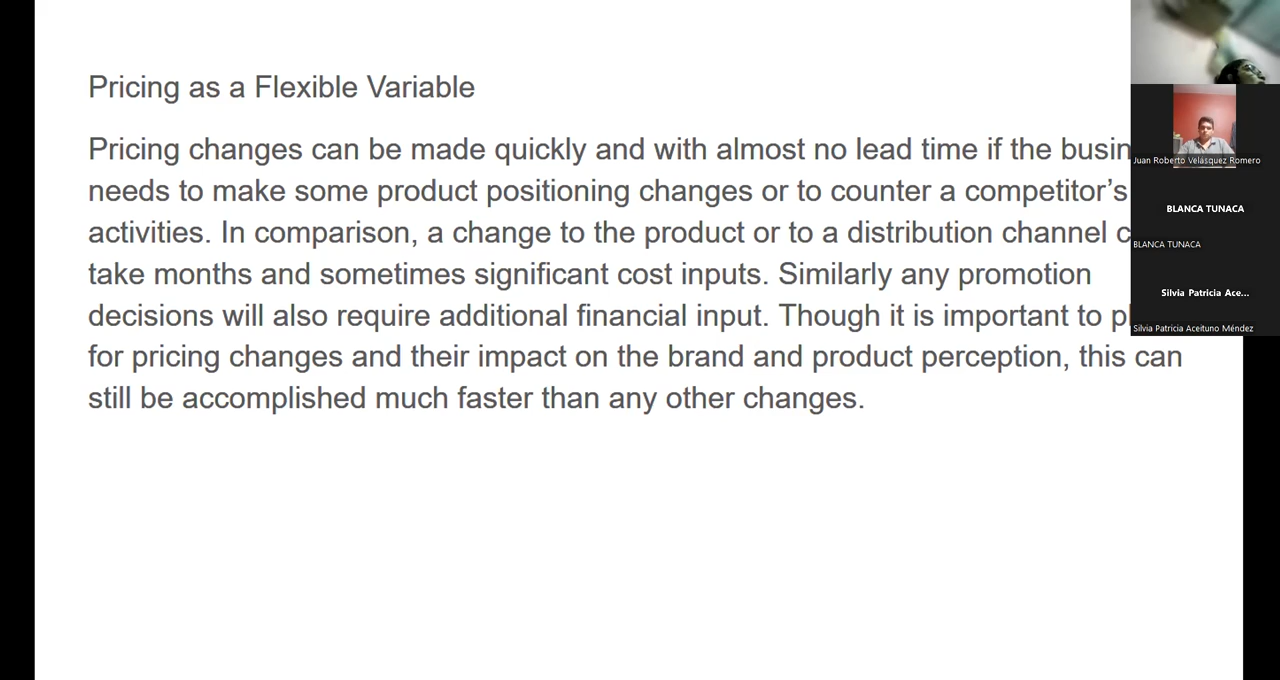 Pricing as a Flexible Variable
Pricing changes can be made quickly and with almost no lead time if the busin
needs to make some product positioning changes or to counter a competitor’s
activities. In comparison, a change to the product or to a distribution channel c
take months and sometimes significant cost inputs. Similarly any promotion
decisions will also require additional financial input. Though it is important to pl
for pricing changes and their impact on the brand and product perception, this can
still be accomplished much faster than any other changes.
Juan Roberto Velásquez Romero
BLANCA TUNACA
BLANCA TUNACA
Silvia Patricia Ace...
Silvia Patricia Aceituno Méndez